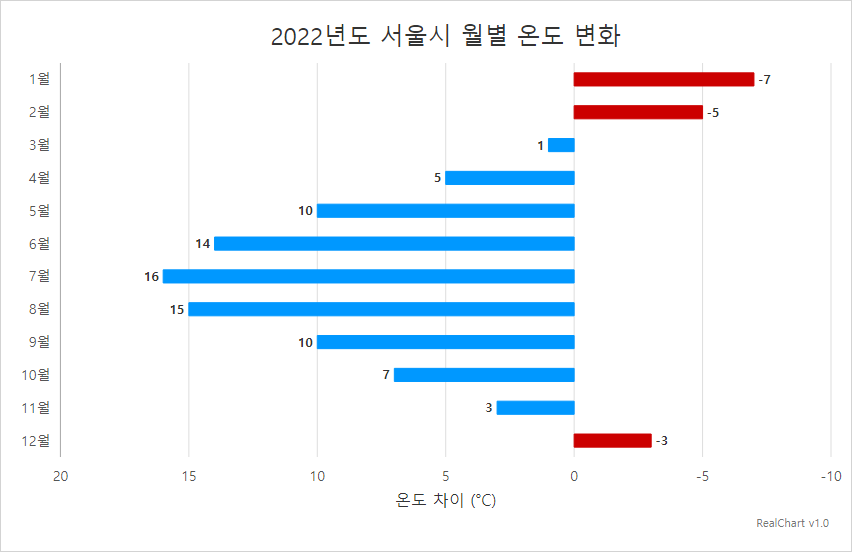 2022년도 서울시 월별 온도 변화
1월 -7
2월 -5
3월 1
4월 5
5월 10
6월 14
7월 16
8월 15
9월 10
10월 7
11월 3
12월 -3
20 15 10 5 0 -5 -10
온도 차이 (°C)
RealChart v1.0